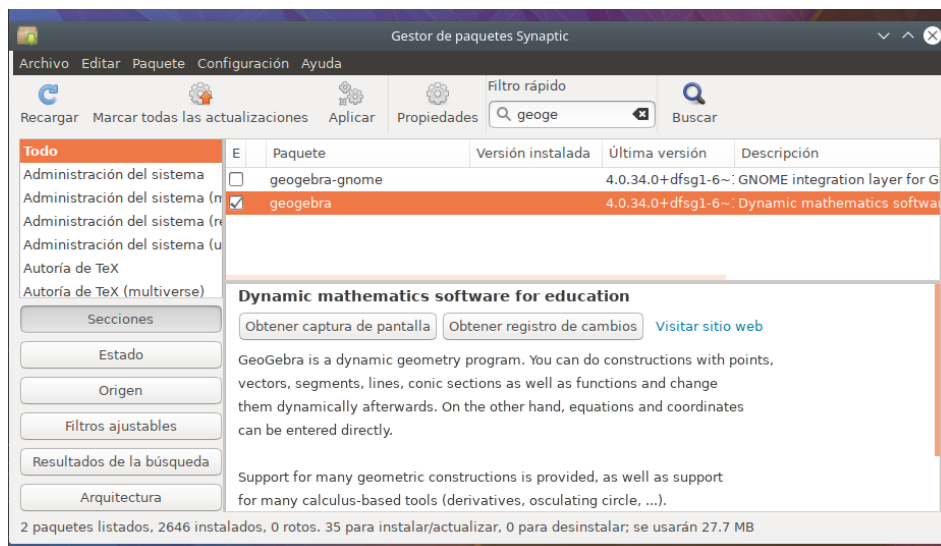 Gestor de paquetes Synaptic
Archivo Editar Paquete Configuración Ayuda
Filtro rápido
geoge
Recargar Marcar todas las actualizaciones Aplicar Propiedades Buscar
Todo
Administración del sistema
Administración del sistema (m
Administración del sistema (re
Administración del sistema (u
Autoría de TeX
Autoría de TeX (multiverse)
Secciones
Estado
Origen
Filtros ajustables
Resultados de la búsqueda
Arquitectura
E Paquete Versión instalada Última versión Descripción
geogebra-gnome 4.0.34.0+dfsg1-6~ GNOME integration layer for G
geogebra 4.0.34.0+dfsg1-6~ Dynamic mathematics softwa
Dynamic mathematics software for education
Obtener captura de pantalla Obtener registro de cambios Visitar sitio web
GeoGebra is a dynamic geometry program. You can do constructions with points,
vectors, segments, lines, conic sections as well as functions and change
them dynamically afterwards. On the other hand, equations and coordinates
can be entered directly.
Support for many geometric constructions is provided, as well as support
for many calculus-based tools (derivatives, osculating circle, ...).
2 paquetes listados, 2646 instalados, 0 rotos. 35 para instalar/actualizar, 0 para desinstalar; se usarán 27.7 MB